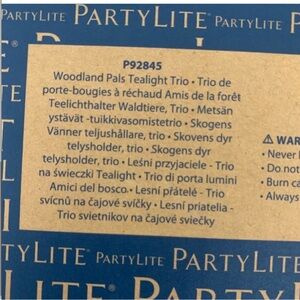 PARTYLITE® PARTYLITE® PARTYLITE
P92845
Woodland Pals Tealight Trio • Trio de
porte-bougies à réchaud Amis de la forêt
Teelichthalter Waldtiere, Trio • Metsän
ystävät -tuikkivasomistetrio • Skogens
Vänner teljushållare, trio • Skovens dyr
telysholder, trio • Skogens dyr
telysholder, trio • Leśni przyjaciele - Trio
na świeczki Tealight • Trio di porta lumini
Amici del bosco • Lesní přátelé - Trio
svícnů na čajové svíčky • Lesní priatelia -
Trio svietnikov na čajové sviečky
⚠ WAR
• Never
• Do not
• Burn ca
• Always
PARTYLITE® PARTYLITE® PART
LITE PARTYLITE